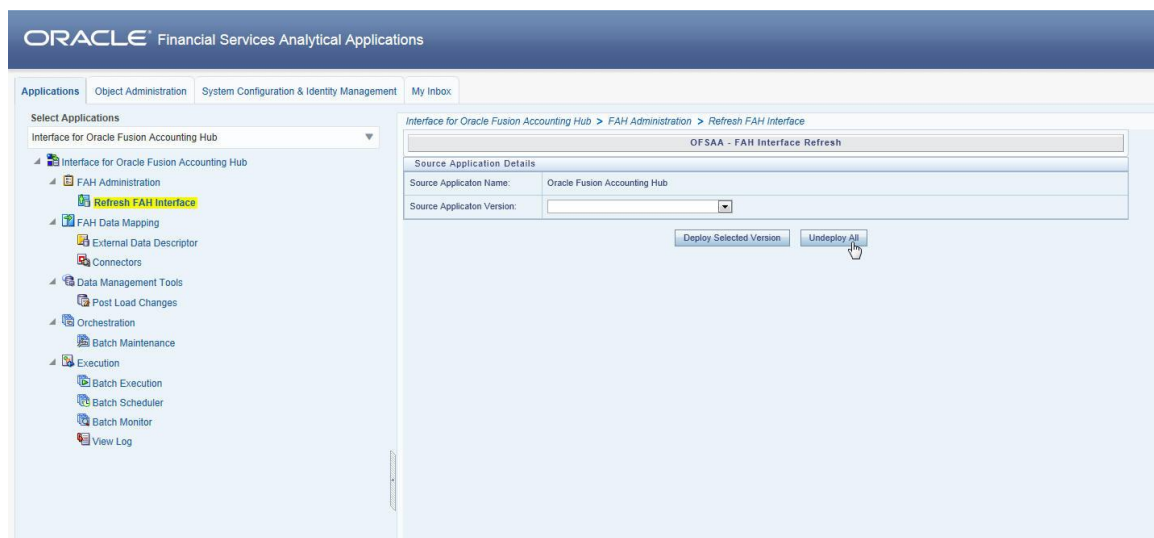 ORACLE® Financial Services Analytical Applications
Applications Object Administration System Configuration & Identity Management My Inbox
Select Applications
Interface for Oracle Fusion Accounting Hub
Interface for Oracle Fusion Accounting Hub
FAH Administration
Refresh FAH Interface
FAH Data Mapping
External Data Descriptor
Connectors
Data Management Tools
Post Load Changes
Orchestration
Batch Maintenance
Execution
Batch Execution
Batch Scheduler
Batch Monitor
View Log
Interface for Oracle Fusion Accounting Hub > FAH Administration > Refresh FAH Interface
OFSAA - FAH Interface Refresh
Source Application Details
Source Applicaton Name: Oracle Fusion Accounting Hub
Source Applicaton Version:
Deploy Selected Version Undeploy All